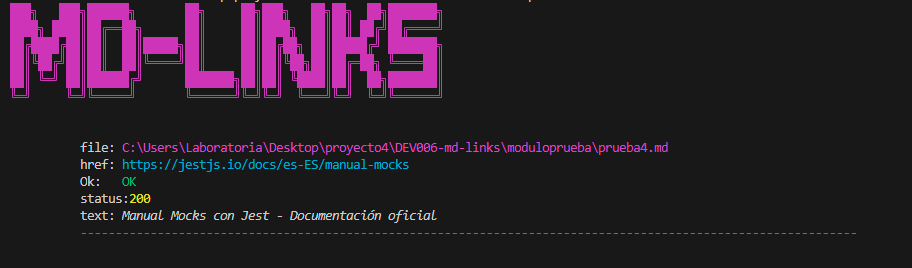 MD-LINKS
file: C:\Users\Laboratoria\Desktop\proyecto4\DEV006-md-links\moduloprueba\prueba4.md
href: https://jestjs.io/docs/es-ES/manual-mocks
Ok: OK
status:200
text: Manual Mocks con Jest - Documentación oficial